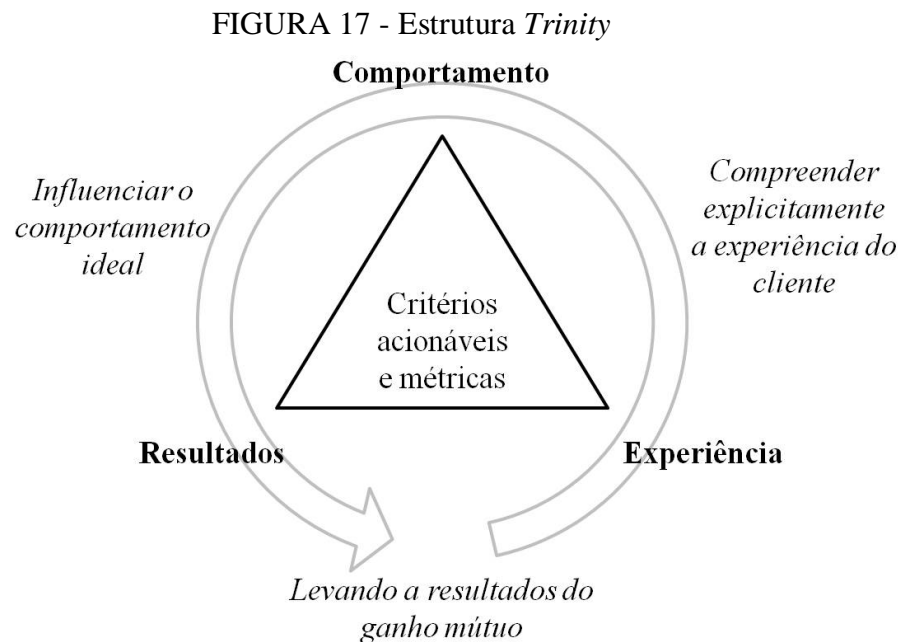 FIGURA 17 - Estrutura Trinity
Comportamento
Influenciar o
comportamento
ideal
Compreender
explicitamente
a experiência do
cliente
Critérios
acionáveis
e métricas
Resultados
Experiência
Levando a resultados do
ganho mútuo